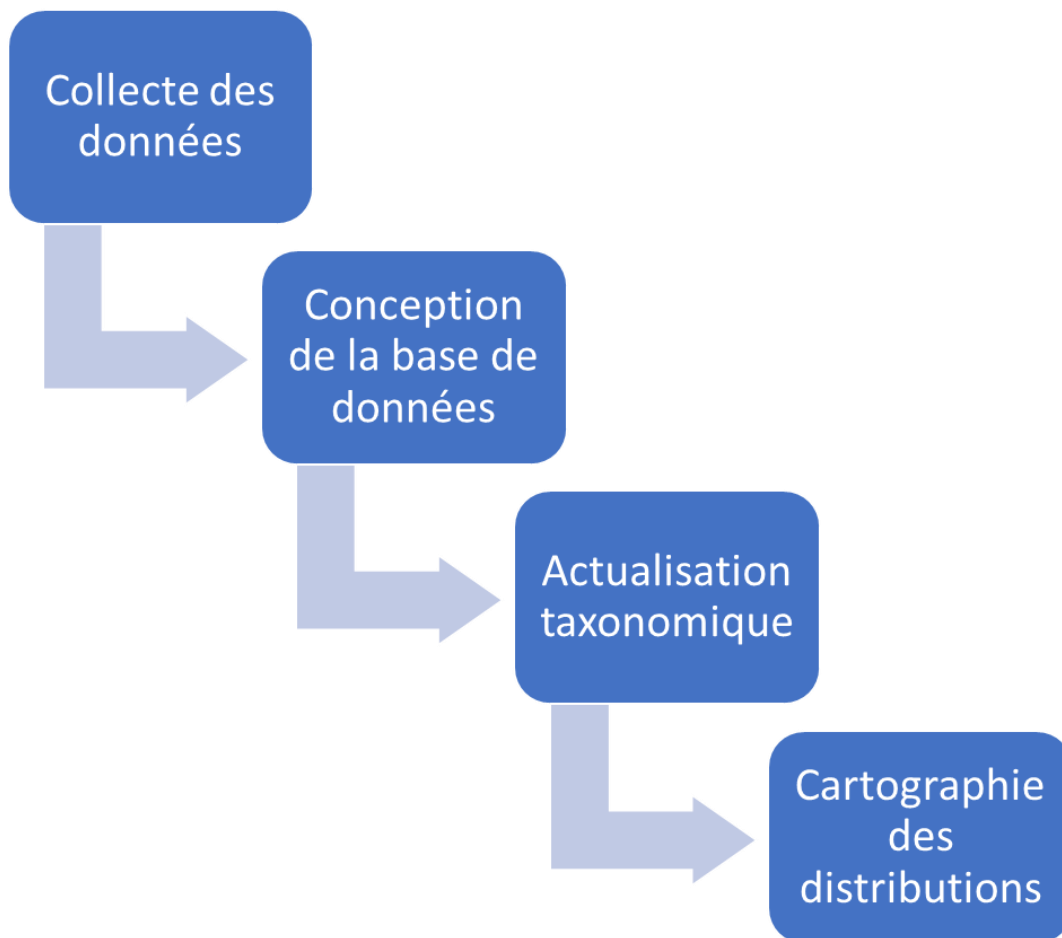 Collecte des
données
Conception
de la base de
données
Actualisation
taxonomique
Cartographie
des
distributions